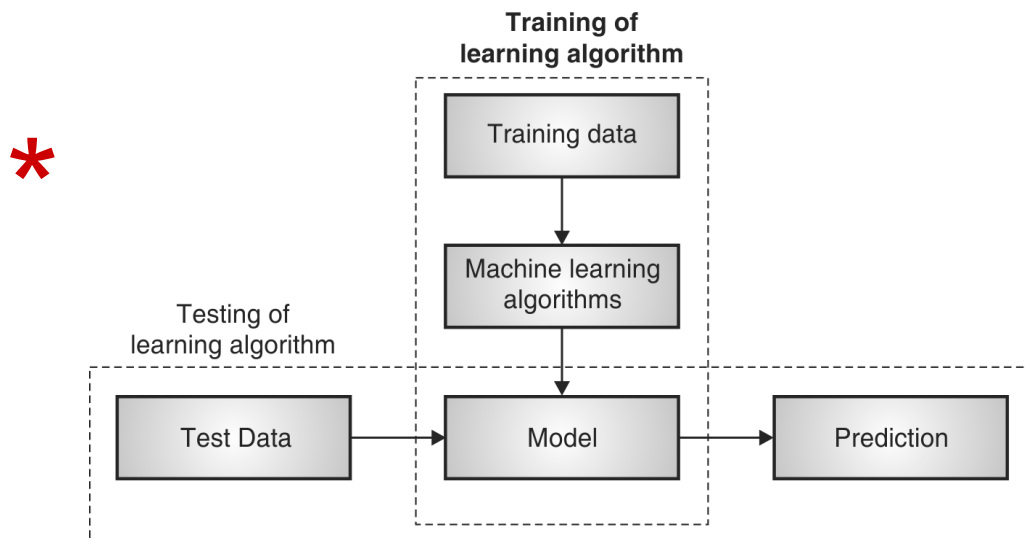 Training of
learning algorithm
*
Training data
Machine learning
algorithms
Testing of
learning algorithm
Test Data
Model
Prediction